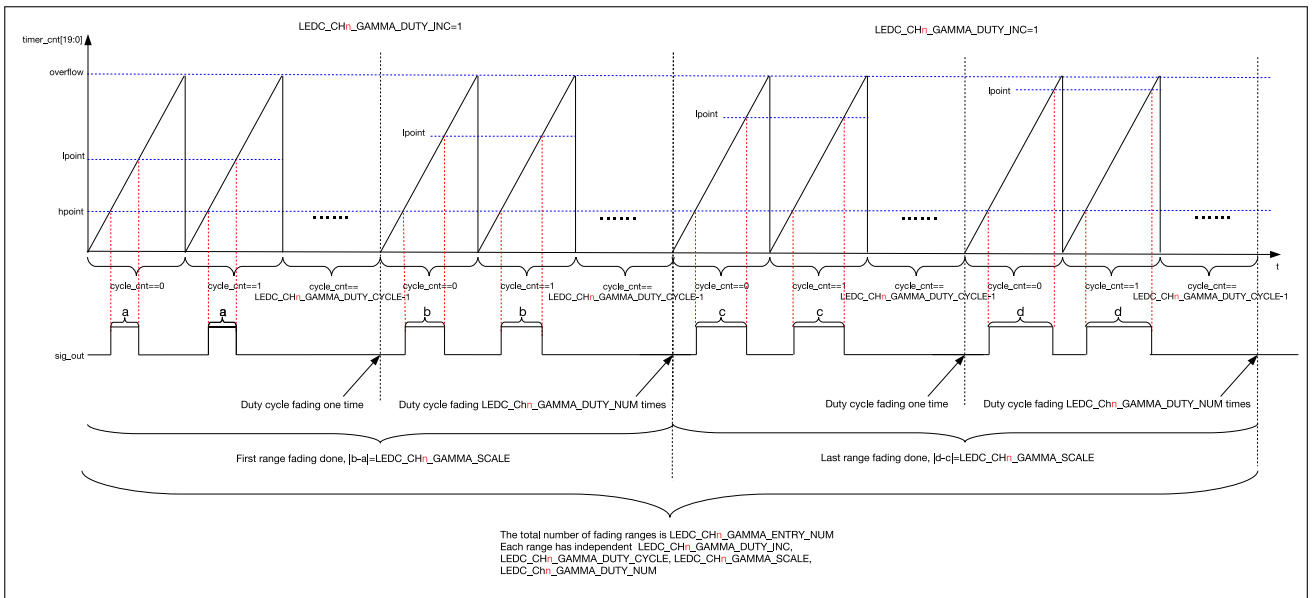 LEDC_CHn_GAMMA_DUTY_INC=1
LEDC_CHn_GAMMA_DUTY_INC=1
timer_cnt[19:0]
overflow
lpoint
lpoint
lpoint
lpoint
hpoint
......
......
......
......
t
cycle_cnt==0
cycle_cnt==1
cycle_cnt==
LEDC_CHn_GAMMA_DUTY_CYCLE-1
cycle_cnt==0
cycle_cnt==1
cycle_cnt==
LEDC_CHn_GAMMA_DUTY_CYCLE-1
cycle_cnt==0
cycle_cnt==1
cycle_cnt==
LEDC_CHn_GAMMA_DUTY_CYCLE-1
cycle_cnt==0
cycle_cnt==1
cycle_cnt==
LEDC_CHn_GAMMA_DUTY_CYCLE-1
a
a
b
b
c
c
d
d
sig_out
Duty cycle fading one time
Duty cycle fading LEDC_Chn_GAMMA_DUTY_NUM times
Duty cycle fading one time
Duty cycle fading LEDC_Chn_GAMMA_DUTY_NUM times
First range fading done, |b-a|=LEDC_CHn_GAMMA_SCALE
Last range fading done, |d-c|=LEDC_CHn_GAMMA_SCALE
The total number of fading ranges is LEDC_CHn_GAMMA_ENTRY_NUM
Each range has independent LEDC_CHn_GAMMA_DUTY_INC,
LEDC_CHn_GAMMA_DUTY_CYCLE, LEDC_CHn_GAMMA_SCALE,
LEDC_Chn_GAMMA_DUTY_NUM